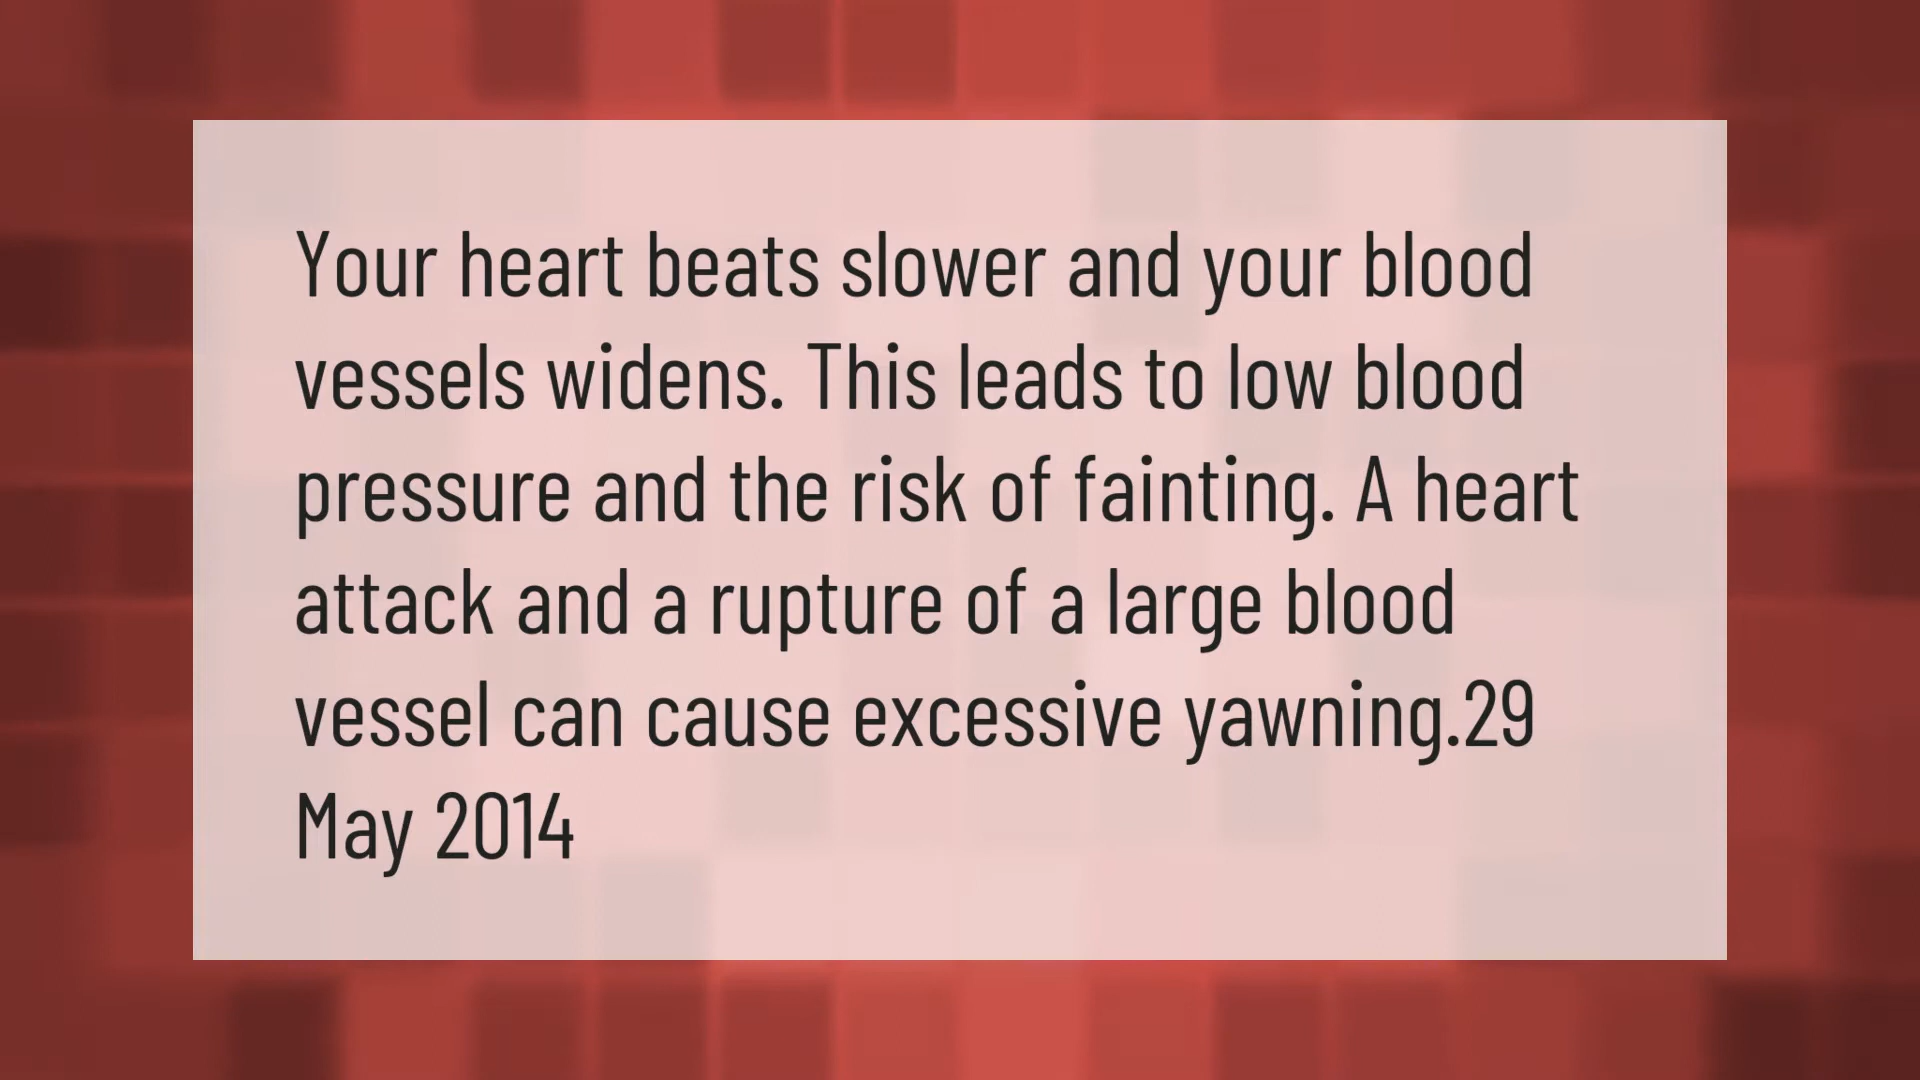 Your heart beats slower and your blood
vessels widens. This leads to low blood
pressure and the risk of fainting. A heart
attack and a rupture of a large blood
vessel can cause excessive yawning.29
May 2014